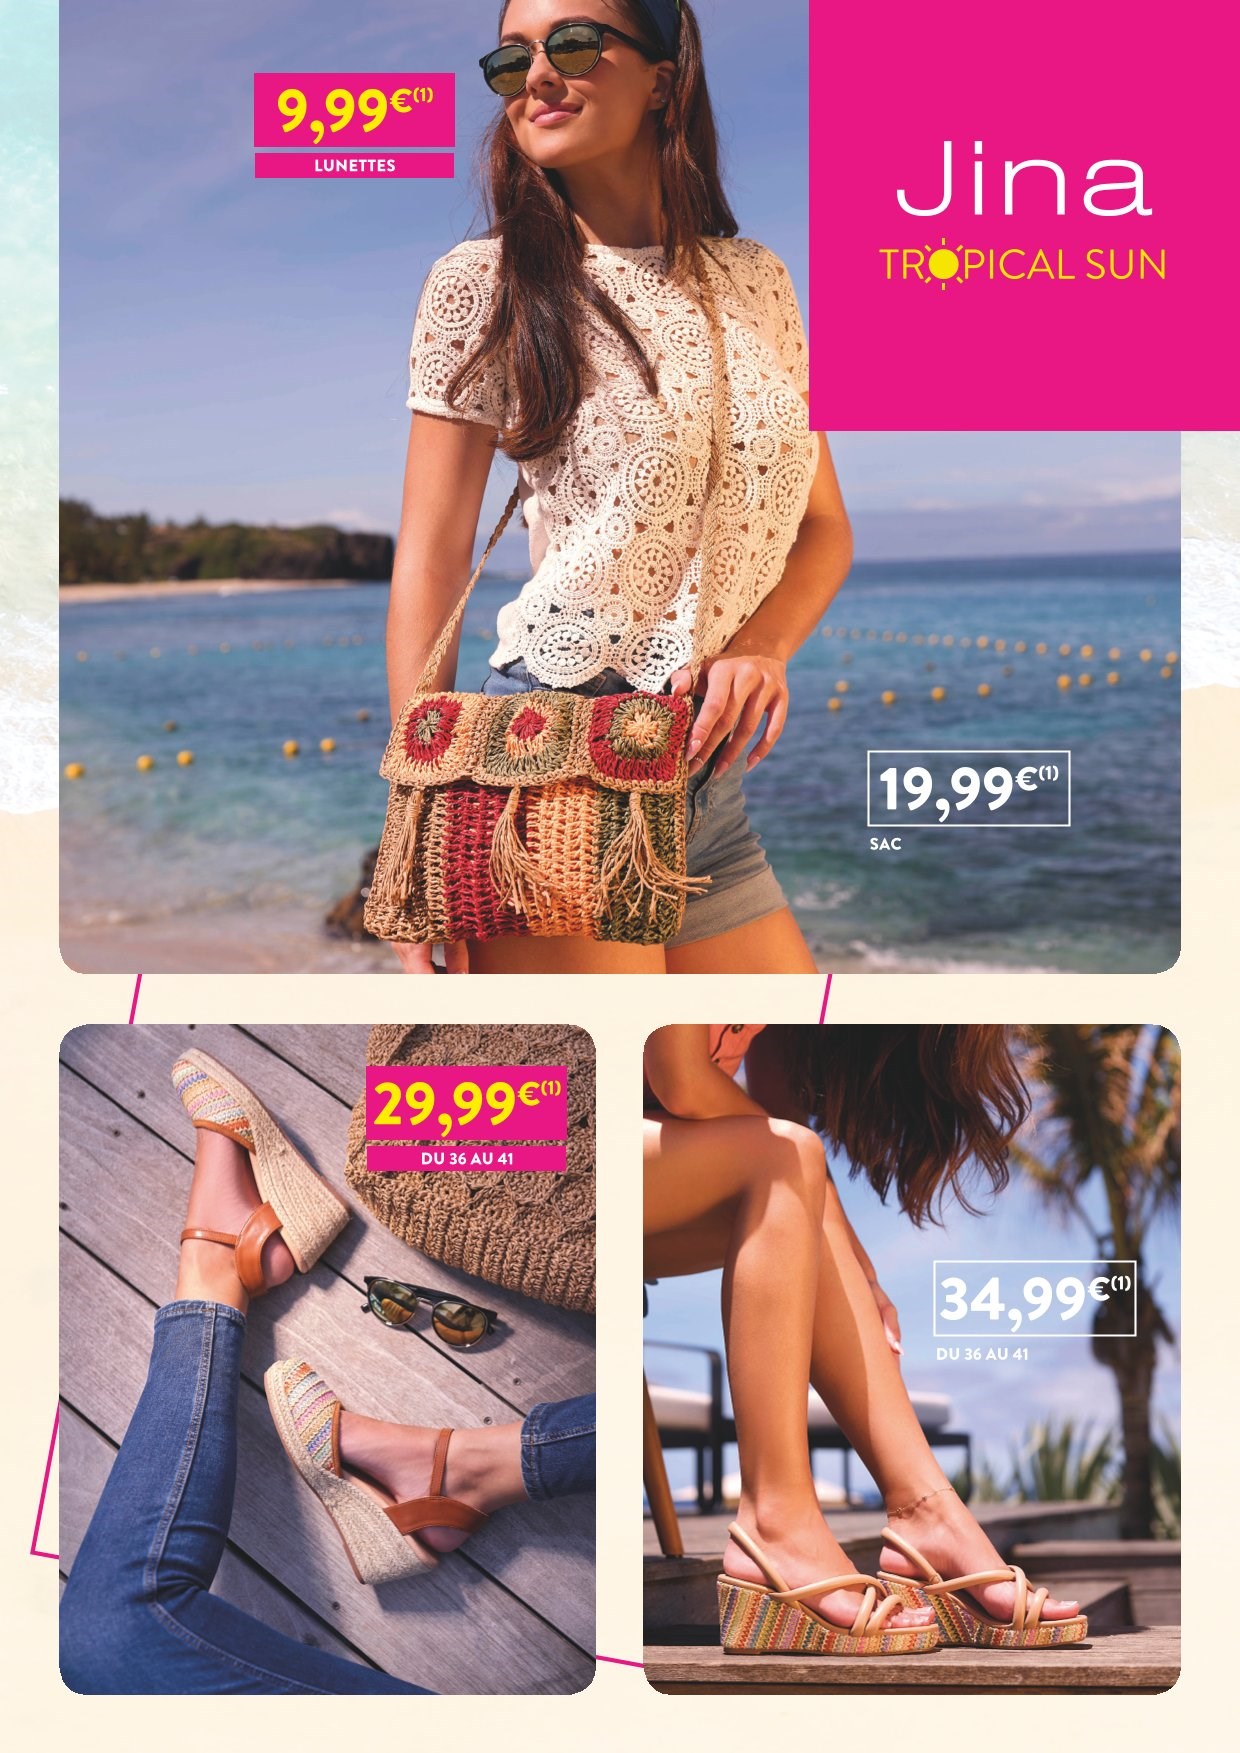 9,99€(1)
LUNETTES
Jina
TROPICAL SUN
19,99€(1)
SAC
29,99€(1)
DU 36 AU 41
34,99€(1)
DU 36 AU 41